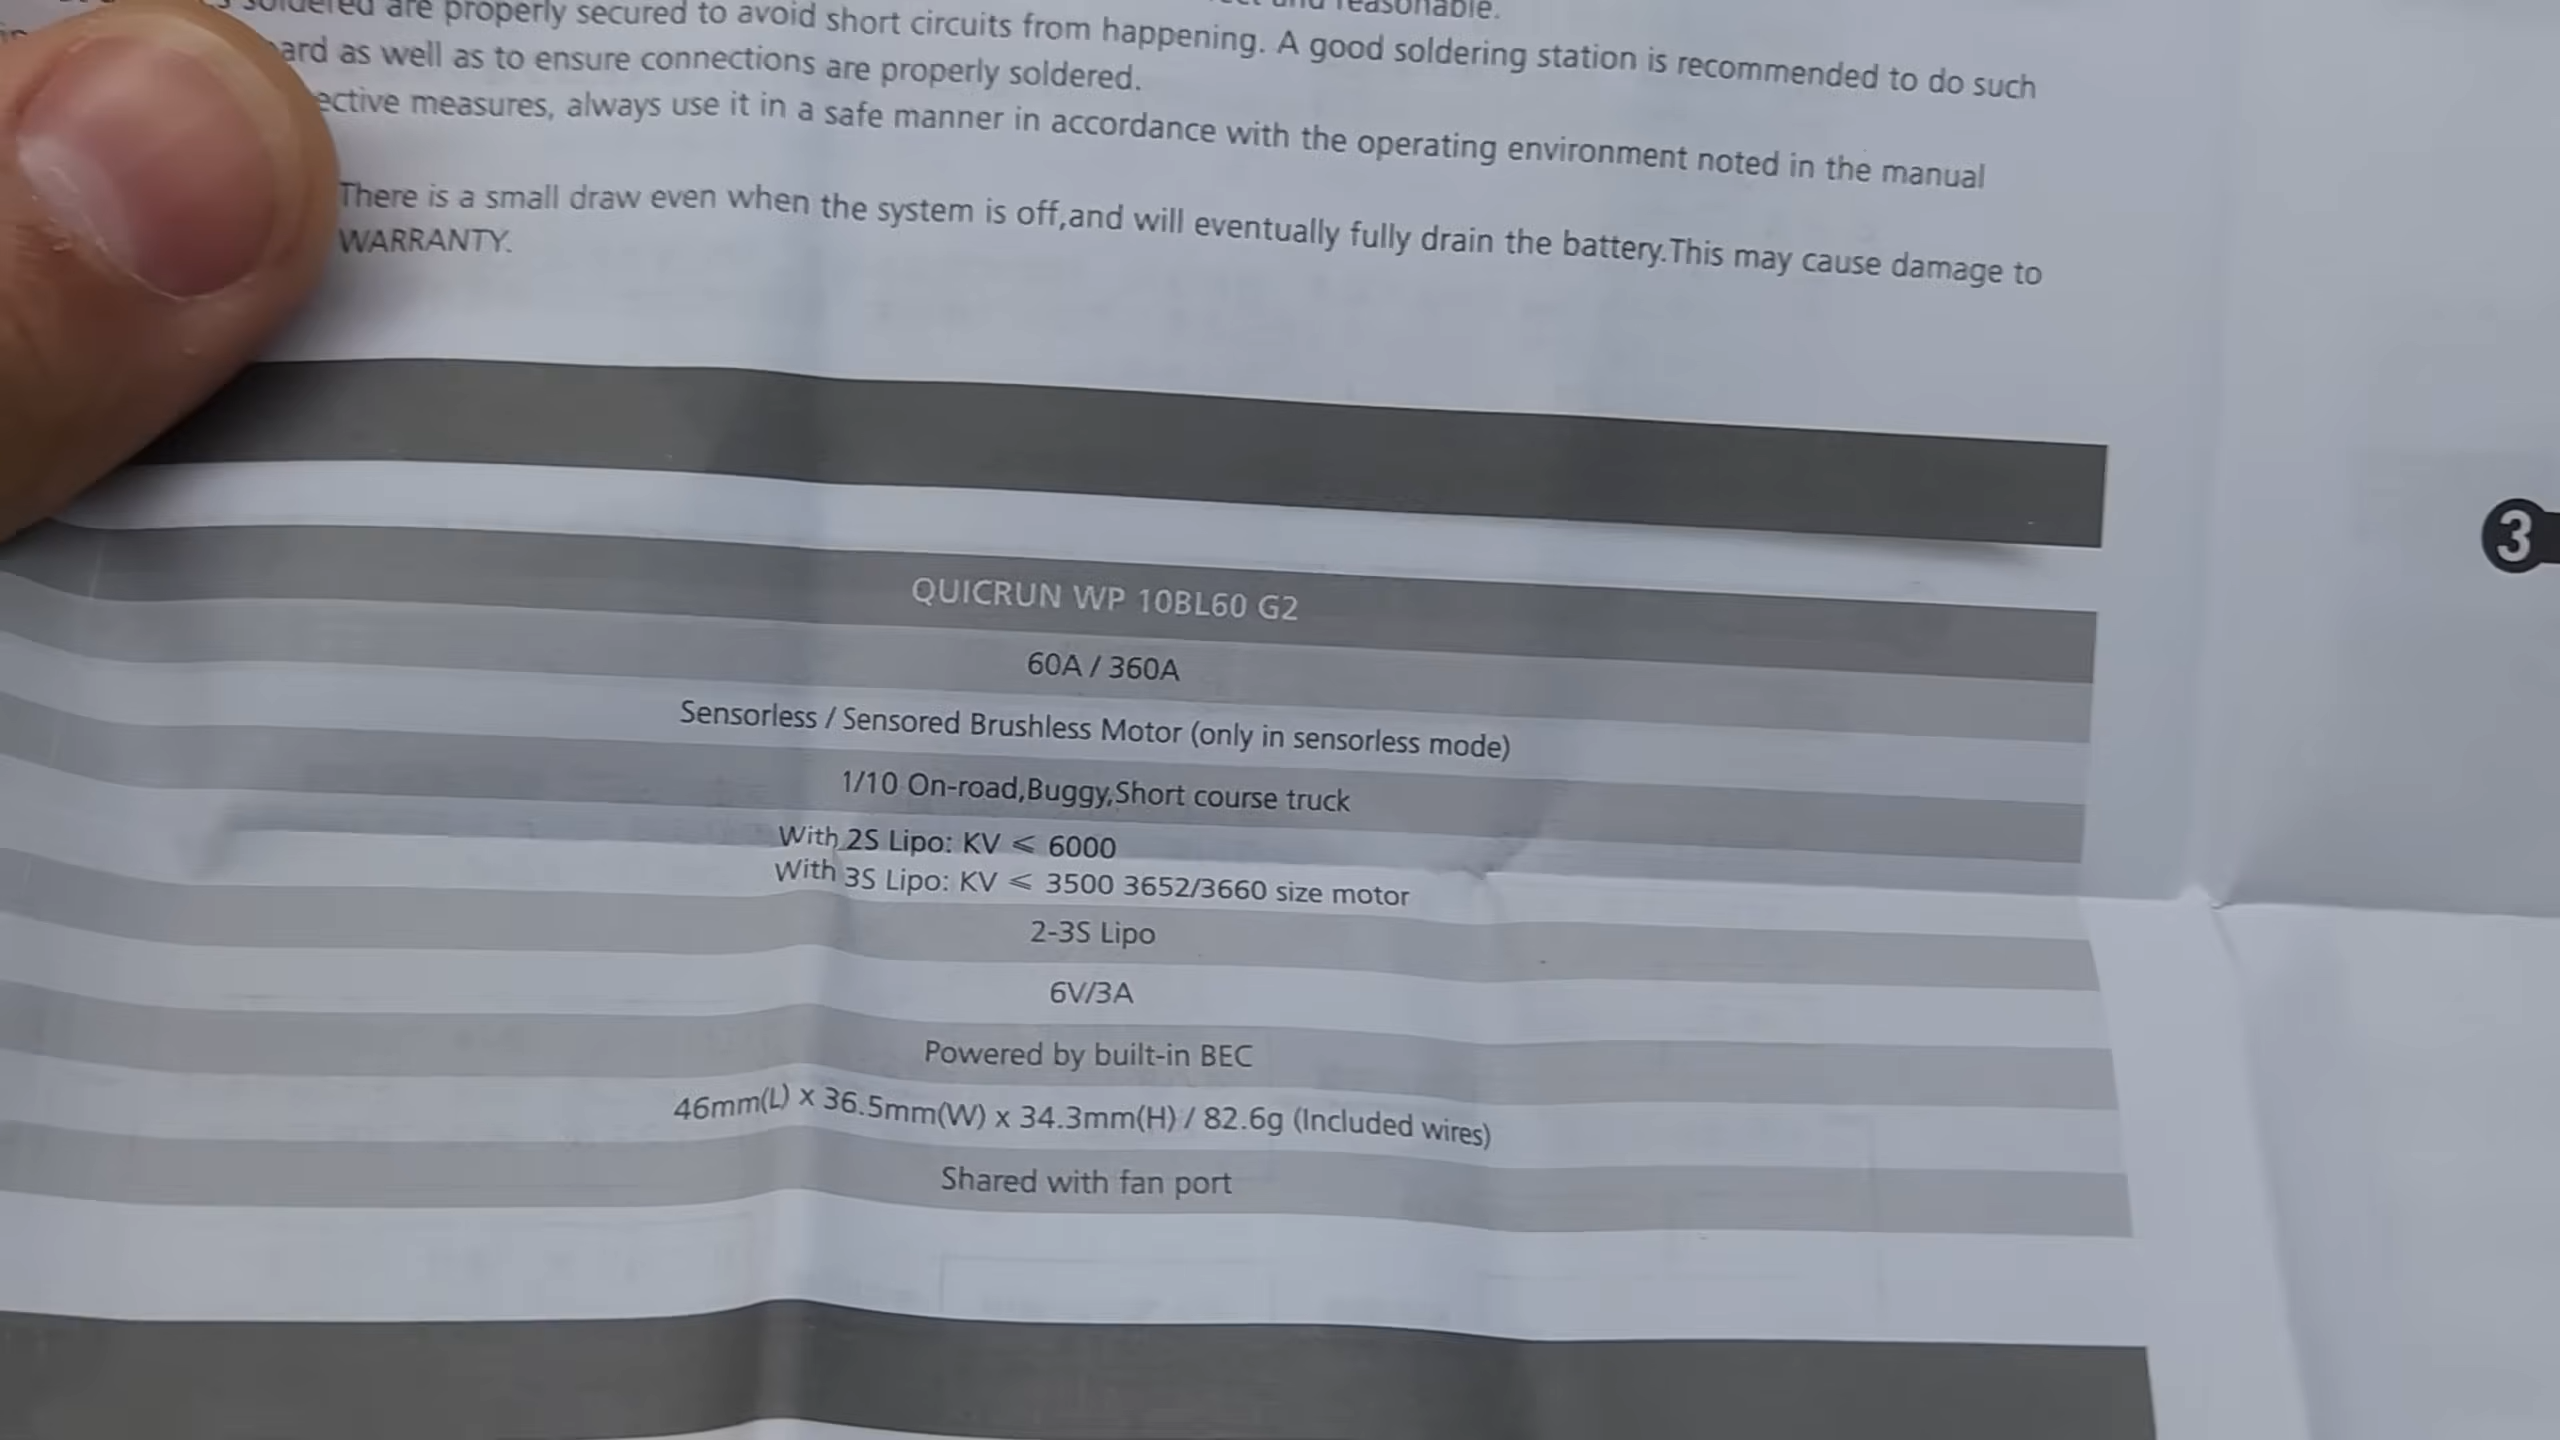 soldered are properly secured to avoid short circuits from happening. A good soldering station is recommended to do such
as well as to ensure connections are properly soldered.
measures, always use it in a safe manner in accordance with the operating environment noted in the manual
There is a small draw even when the system is off,and will eventually fully drain the battery.This may cause damage to
WARRANTY.
3
QUICRUN WP 10BL60 G2
60A / 360A
Sensorless / Sensored Brushless Motor (only in sensorless mode)
1/10 On-road,Buggy,Short course truck
With 2S Lipo: KV ⩽ 6000
With 3S Lipo: KV ⩽ 3500 3652/3660 size motor
2-3S Lipo
6V/3A
Powered by built-in BEC
46mm(L) x 36.5mm(W) x 34.3mm(H) / 82.6g (Included wires)
Shared with fan port